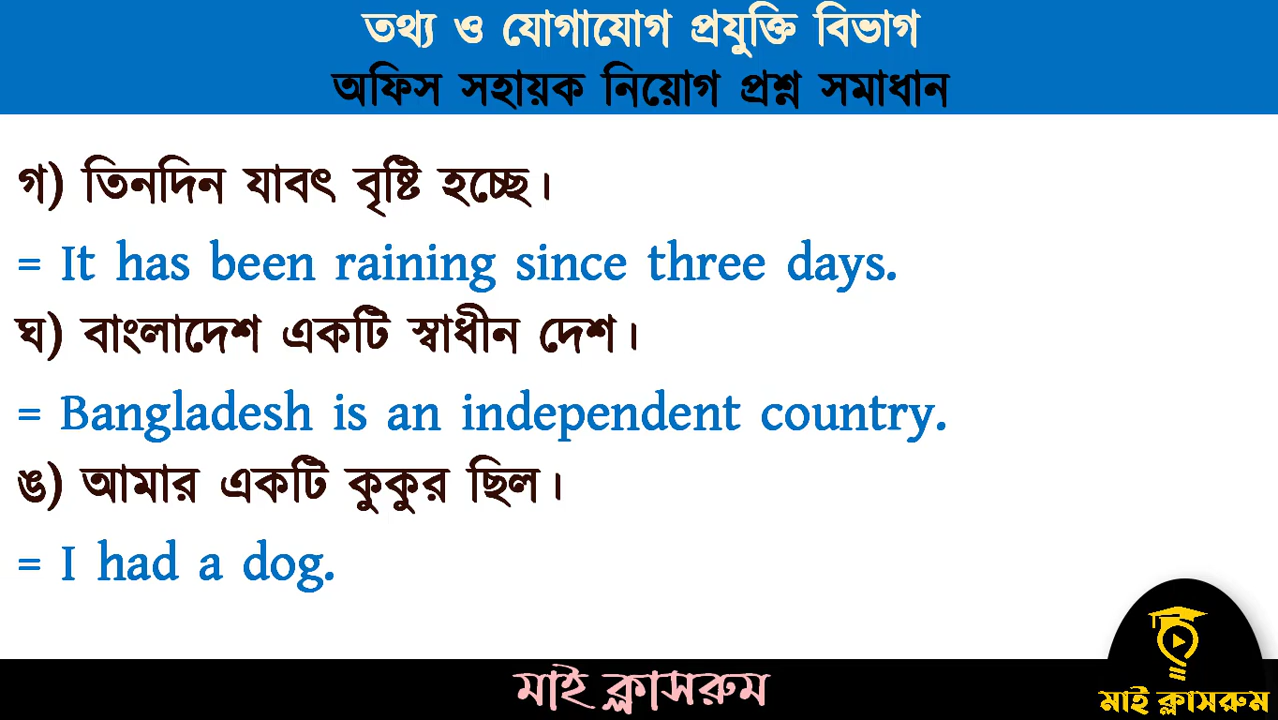 তথ্য ও যোগাযোগ প্রযুক্তি বিভাগ
অফিস সহায়ক নিয়োগ প্রশ্ন সমাধান
গ) তিনদিন যাবৎ বৃষ্টি হচ্ছে।
= It has been raining since three days.
ঘ) বাংলাদেশ একটি স্বাধীন দেশ।
= Bangladesh is an independent country.
ঙ) আমার একটি কুকুর ছিল।
= I had a dog.
মাই ক্লাসরুম
মাই ক্লাসরুম